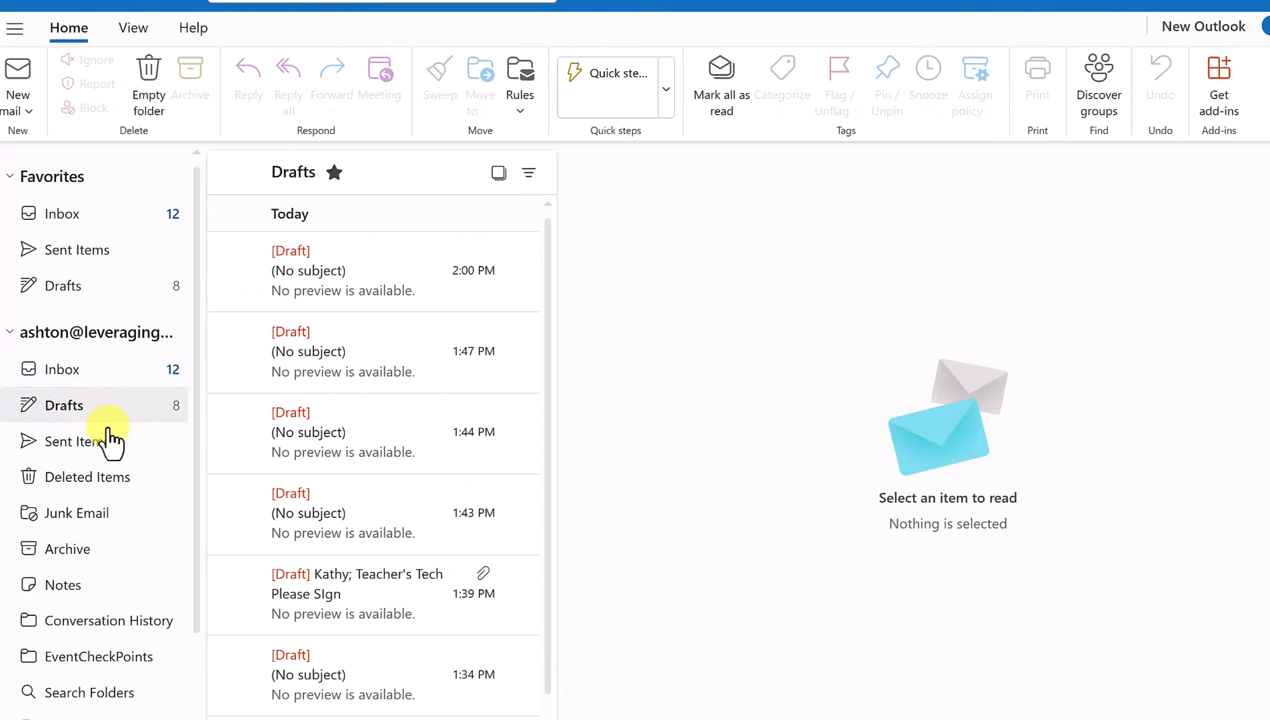 Home View Help
New Outlook
New mail
Ignore
Report
Block
Empty folder
Archive
Reply
Reply all
Forward
Meeting
Sweep
Move to
Rules
Quick ste...
Mark all as read
Categorize
Flag / Unflag
Pin / Unpin
Snooze
Assign policy
Print
Discover groups
Undo
Get add-ins
New Delete Respond Move Quick steps Tags Print Find Undo Add-ins
Favorites
Inbox 12
Sent Items
Drafts 8
ashton@leveraging...
Inbox 12
Drafts 8
Sent Item
Deleted Items
Junk Email
Archive
Notes
Conversation History
EventCheckPoints
Search Folders
Drafts
Today
[Draft]
(No subject) 2:00 PM
No preview is available.
[Draft]
(No subject) 1:47 PM
No preview is available.
[Draft]
(No subject) 1:44 PM
No preview is available.
[Draft]
(No subject) 1:43 PM
No preview is available.
[Draft] Kathy; Teacher's Tech
Please SIgn 1:39 PM
No preview is available.
[Draft]
(No subject) 1:34 PM
No preview is available.
Select an item to read
Nothing is selected